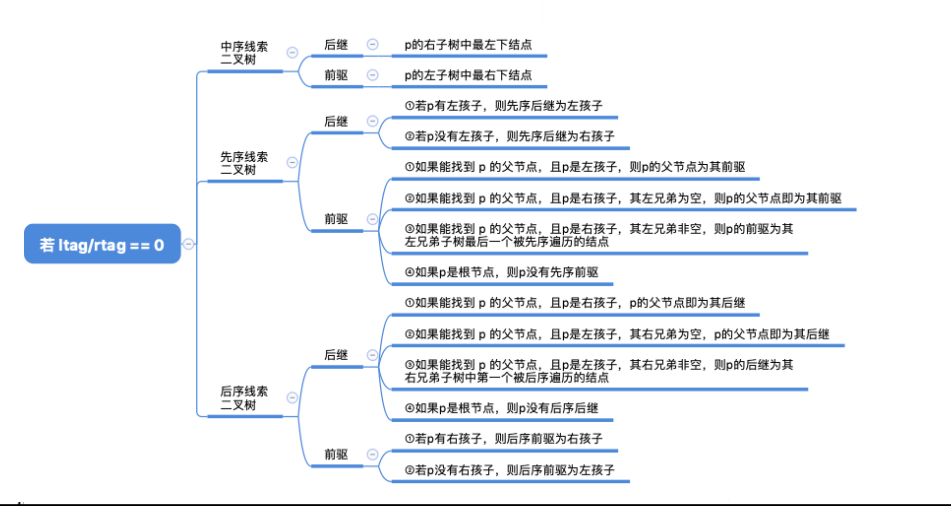 若 ltag/rtag == 0
中序线索
二叉树
后继
p的右子树中最左下结点
前驱
p的左子树中最右下结点
先序线索
二叉树
后继
①若p有左孩子，则先序后继为左孩子
②若p没有左孩子，则先序后继为右孩子
前驱
①如果能找到 p 的父节点，且p是左孩子，则p的父节点为其前驱
②如果能找到 p 的父节点，且p是右孩子，其左兄弟为空，则p的父节点即为其前驱
③如果能找到 p 的父节点，且p是右孩子，其左兄弟非空，则p的前驱为其
左兄弟子树最后一个被先序遍历的结点
④如果p是根节点，则p没有先序前驱
后序线索
二叉树
后继
①如果能找到 p 的父节点，且p是右孩子，p的父节点即为其后继
②如果能找到 p 的父节点，且p是左孩子，其右兄弟为空，p的父节点即为其后继
③如果能找到 p 的父节点，且p是左孩子，其右兄弟非空，则p的后继为其
右兄弟子树中第一个被后序遍历的结点
④如果p是根节点，则p没有后序后继
前驱
①若p有右孩子，则后序前驱为右孩子
②若p没有右孩子，则后序前驱为左孩子